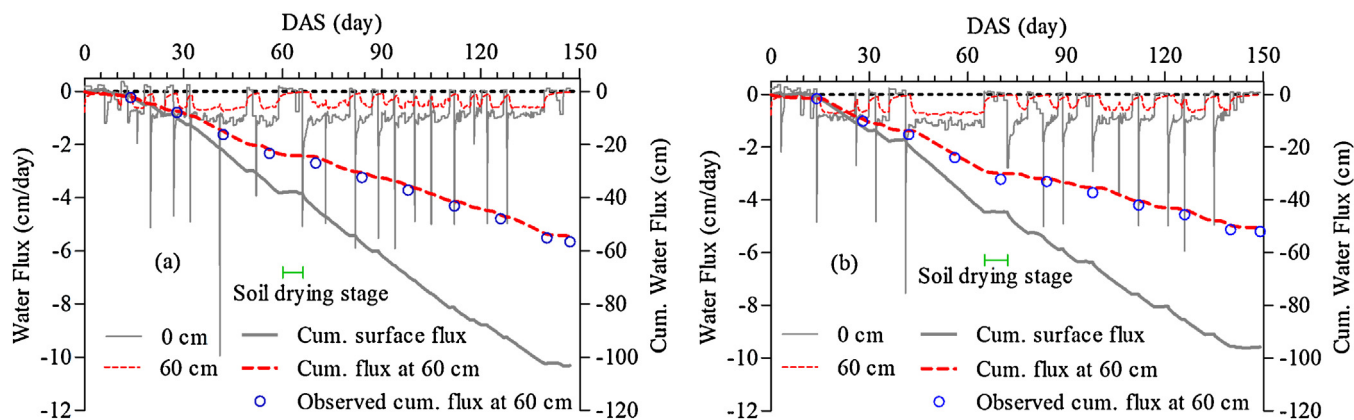 DAS (day)
0 30 60 90 120 150
0
-2
-4
-6
-8
-10
-12
Water Flux (cm/day)
0
-20
-40
-60
-80
-100
-120
Cum. Water Flux (cm)
(a)
Soil drying stage
0 cm
Cum. surface flux
60 cm
Cum. flux at 60 cm
Observed cum. flux at 60 cm
DAS (day)
0 30 60 90 120 150
0
-2
-4
-6
-8
-10
-12
Water Flux (cm/day)
0
-20
-40
-60
-80
-100
-120
Cum. Water Flux (cm)
(b)
Soil drying stage
0 cm
Cum. surface flux
60 cm
Cum. flux at 60 cm
Observed cum. flux at 60 cm